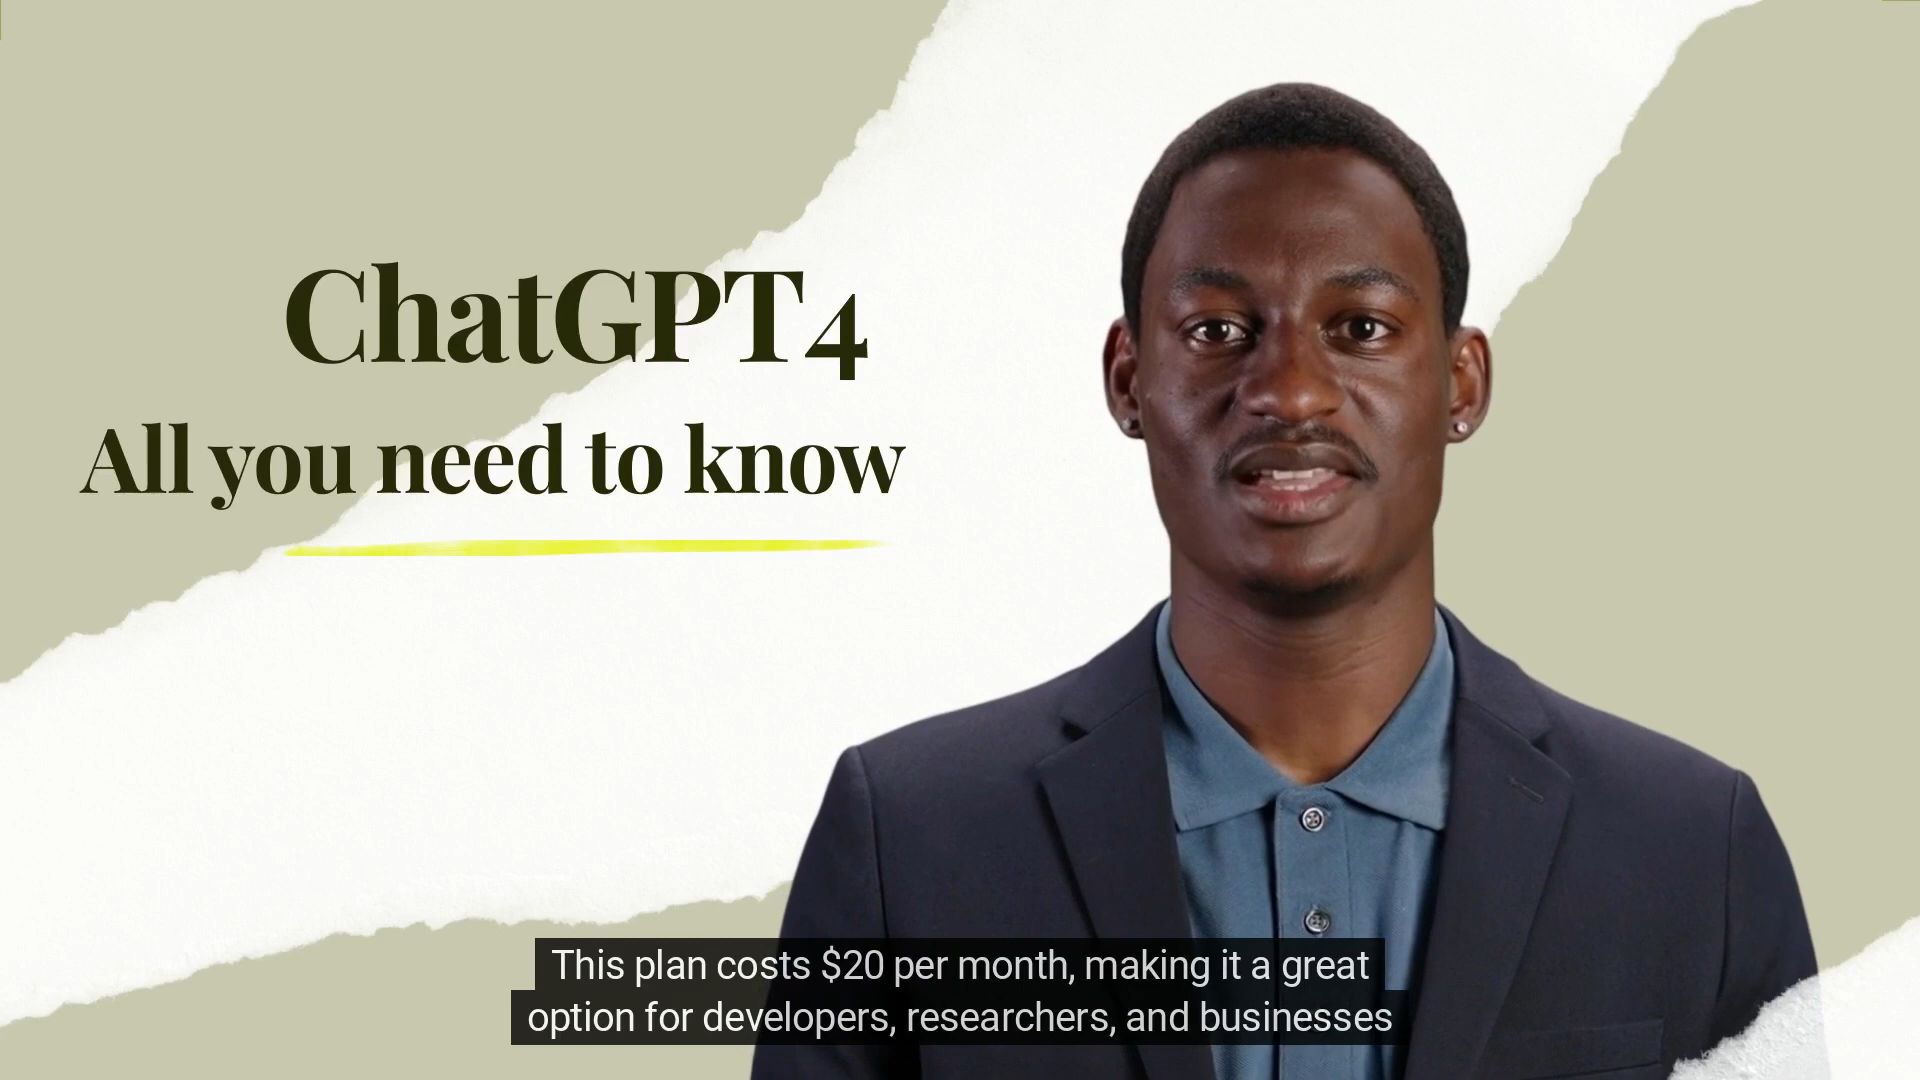 ChatGPT4
All you need to know
This plan costs $20 per month, making it a great
option for developers, researchers, and businesses